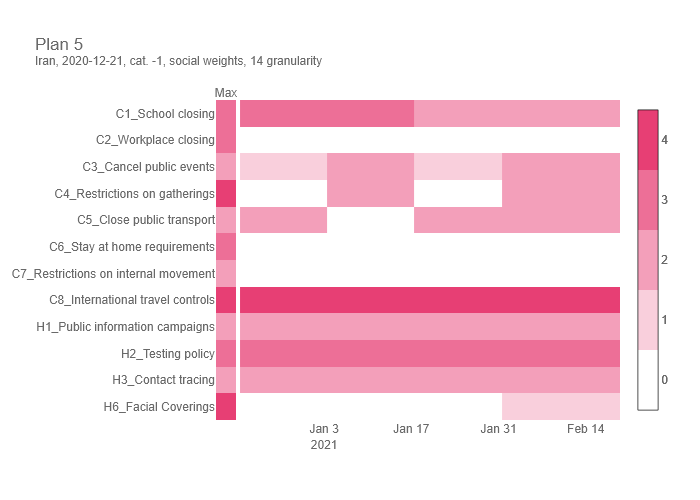 Plan 5
Iran, 2020-12-21, cat. -1, social weights, 14 granularity
Max
C1_School closing
C2_Workplace closing
C3_Cancel public events
C4_Restrictions on gatherings
C5_Close public transport
C6_Stay at home requirements
C7_Restrictions on internal movement
C8_International travel controls
H1_Public information campaigns
H2_Testing policy
H3_Contact tracing
H6_Facial Coverings
Jan 3 Jan 17 Jan 31 Feb 14
2021
4
3
2
1
0